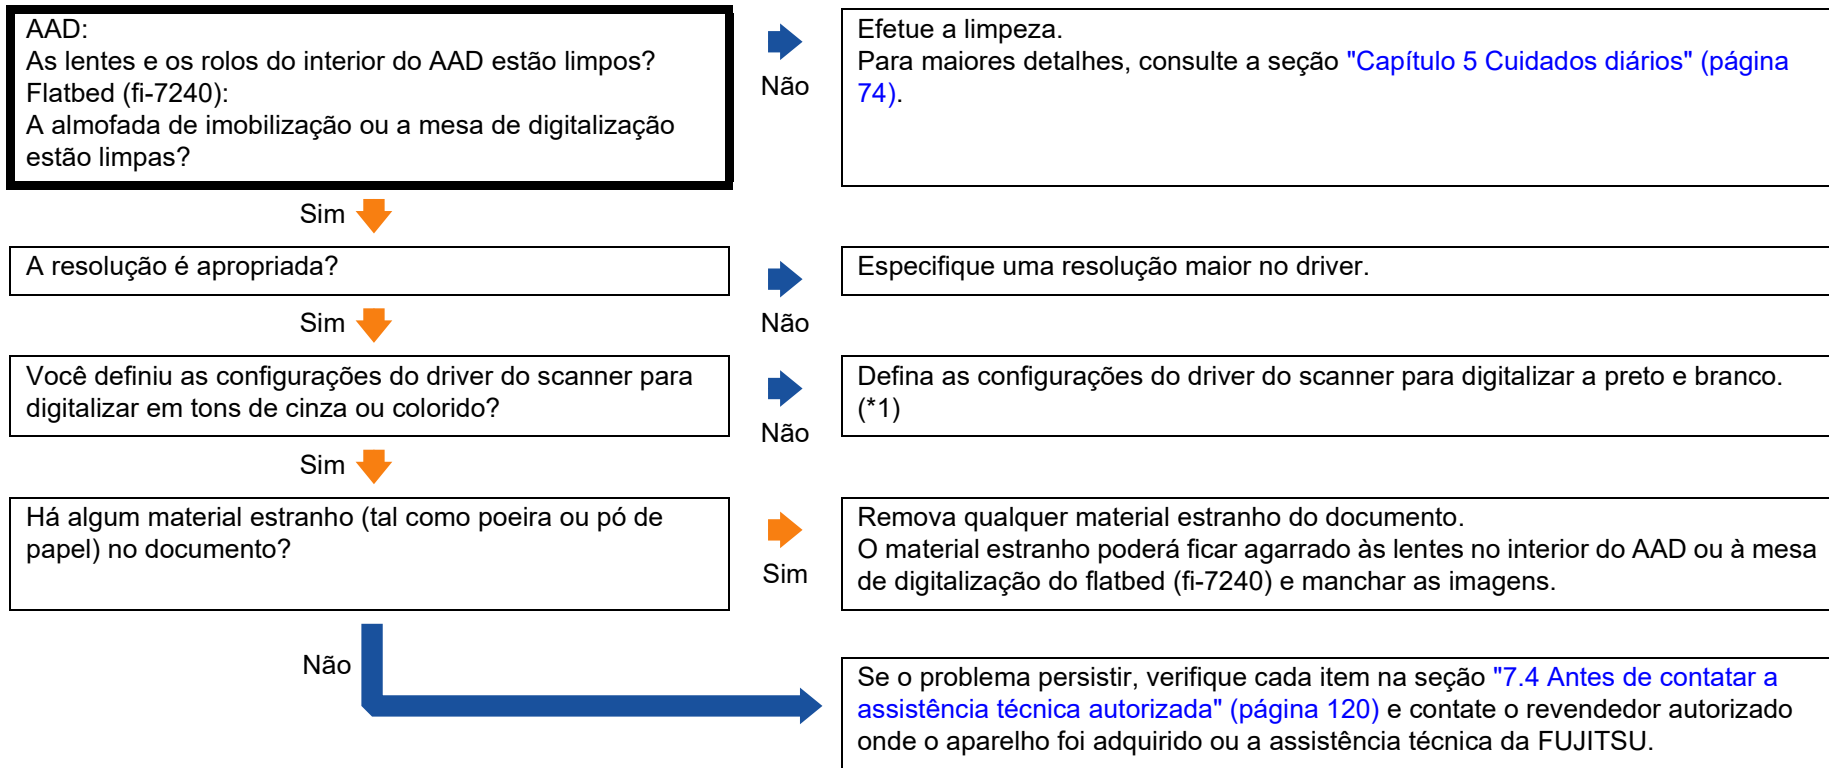 AAD:
As lentes e os rolos do interior do AAD estão limpos?
Flatbed (fi-7240):
A almofada de imobilização ou a mesa de digitalização
estão limpas?
Não
Efetue a limpeza.
Para maiores detalhes, consulte a seção "Capítulo 5 Cuidados diários" (página
74).
Sim
A resolução é apropriada?
Não
Especifique uma resolução maior no driver.
Sim
Você definiu as configurações do driver do scanner para
digitalizar em tons de cinza ou colorido?
Não
Defina as configurações do driver do scanner para digitalizar a preto e branco.
(*1)
Sim
Há algum material estranho (tal como poeira ou pó de
papel) no documento?
Sim
Remova qualquer material estranho do documento.
O material estranho poderá ficar agarrado às lentes no interior do AAD ou à mesa
de digitalização do flatbed (fi-7240) e manchar as imagens.
Não
Se o problema persistir, verifique cada item na seção "7.4 Antes de contatar a
assistência técnica autorizada" (página 120) e contate o revendedor autorizado
onde o aparelho foi adquirido ou a assistência técnica da FUJITSU.